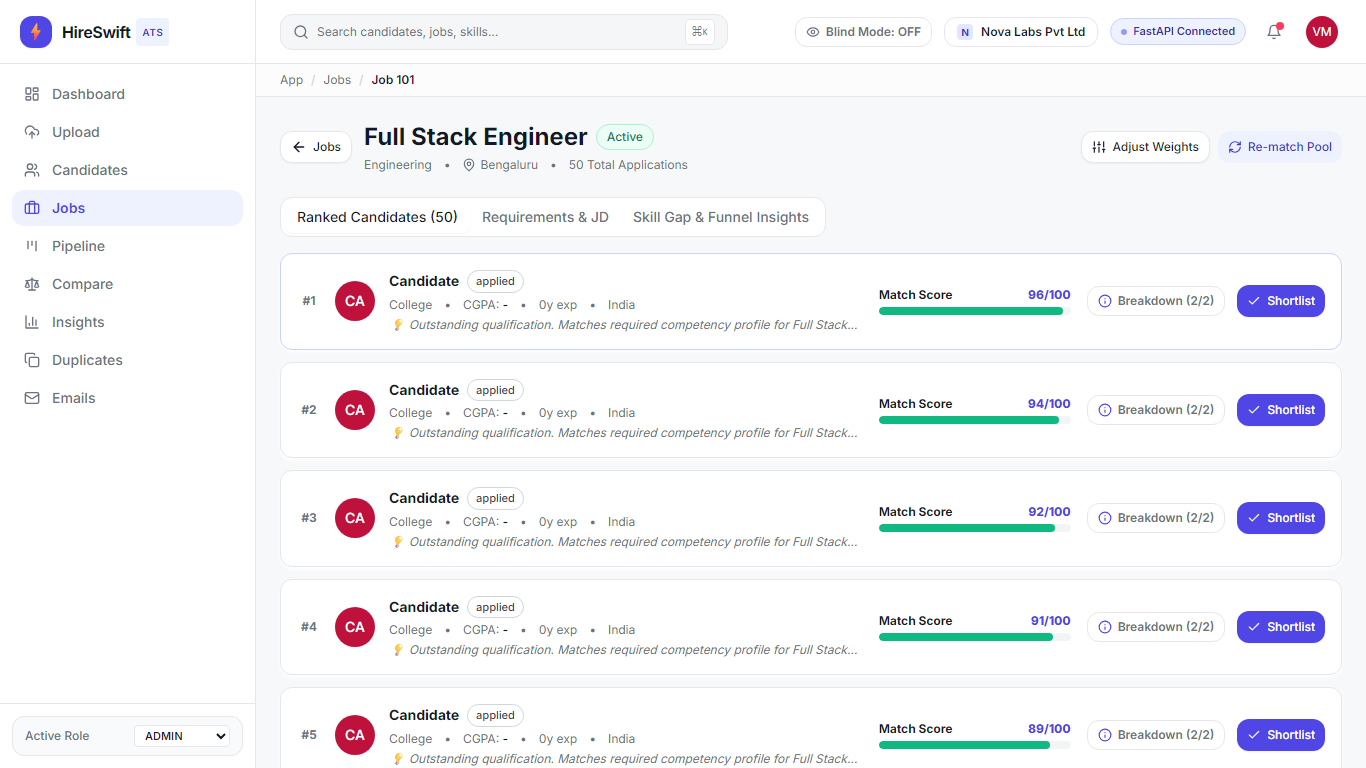 HireSwift ATS
Search candidates, jobs, skills...
⌘K
Blind Mode: OFF
N Nova Labs Pvt Ltd
FastAPI Connected
VM
Dashboard
Upload
Candidates
Jobs
Pipeline
Compare
Insights
Duplicates
Emails
Active Role ADMIN
App / Jobs / Job 101
Jobs
Full Stack Engineer Active
Engineering • Bengaluru • 50 Total Applications
Adjust Weights
Re-match Pool
Ranked Candidates (50) Requirements & JD Skill Gap & Funnel Insights
#1 CA
Candidate applied
College • CGPA: - • 0y exp • India
Outstanding qualification. Matches required competency profile for Full Stack...
Match Score 96/100
Breakdown (2/2)
Shortlist
#2 CA
Candidate applied
College • CGPA: - • 0y exp • India
Outstanding qualification. Matches required competency profile for Full Stack...
Match Score 94/100
Breakdown (2/2)
Shortlist
#3 CA
Candidate applied
College • CGPA: - • 0y exp • India
Outstanding qualification. Matches required competency profile for Full Stack...
Match Score 92/100
Breakdown (2/2)
Shortlist
#4 CA
Candidate applied
College • CGPA: - • 0y exp • India
Outstanding qualification. Matches required competency profile for Full Stack...
Match Score 91/100
Breakdown (2/2)
Shortlist
#5 CA
Candidate applied
College • CGPA: - • 0y exp • India
Outstanding qualification. Matches required competency profile for Full Stack...
Match Score 89/100
Breakdown (2/2)
Shortlist